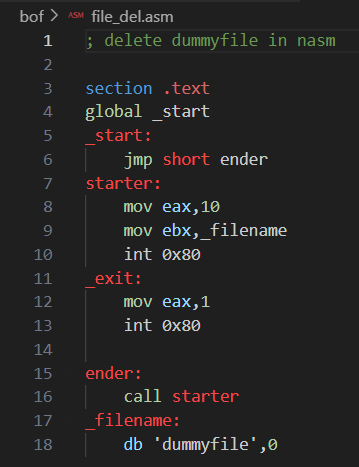 bof > ASM file_del.asm
1 ; delete dummyfile in nasm
2
3 section .text
4 global _start
5 _start:
6     jmp short ender
7 starter:
8     mov eax,10
9     mov ebx,_filename
10     int 0x80
11 _exit:
12     mov eax,1
13     int 0x80
14
15 ender:
16     call starter
17 _filename:
18     db 'dummyfile',0